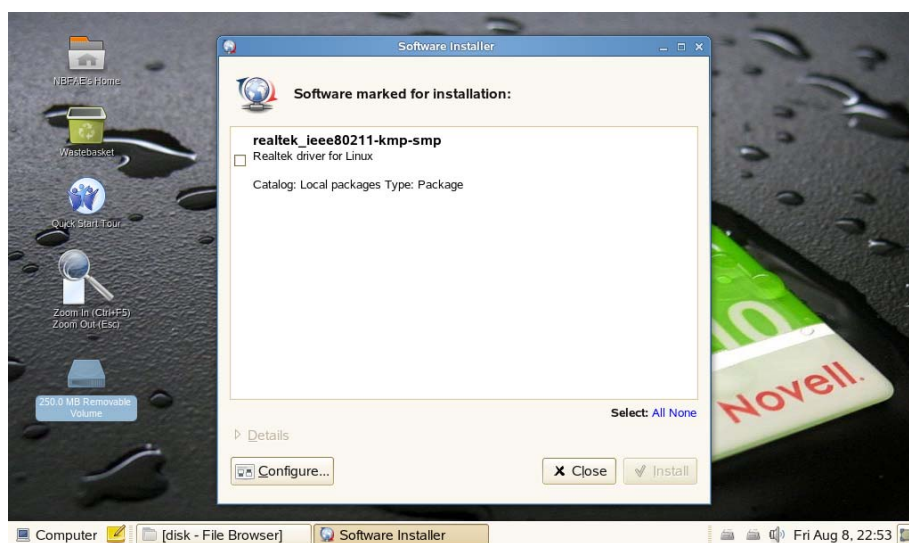 Software Installer
NBFAE's Home
Software marked for installation:
realtek_ieee80211-kmp-smp
Realtek driver for Linux
Catalog: Local packages Type: Package
Wastebasket
Quick Start Tour
Zoom In (Ctrl+F5)
Zoom Out (Esc)
250.0 MB Removable
Volume
Select: All None
Details
Configure...
Close
Install
10
Novell.
Computer
[disk - File Browser]
Software Installer
Fri Aug 8, 22:53